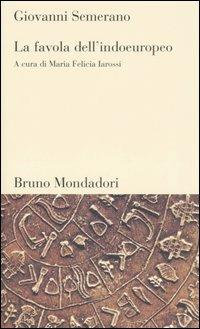 Giovanni Semerano
La favola dell'indoeuropeo
A cura di Maria Felicia Iarossi
Bruno Mondadori